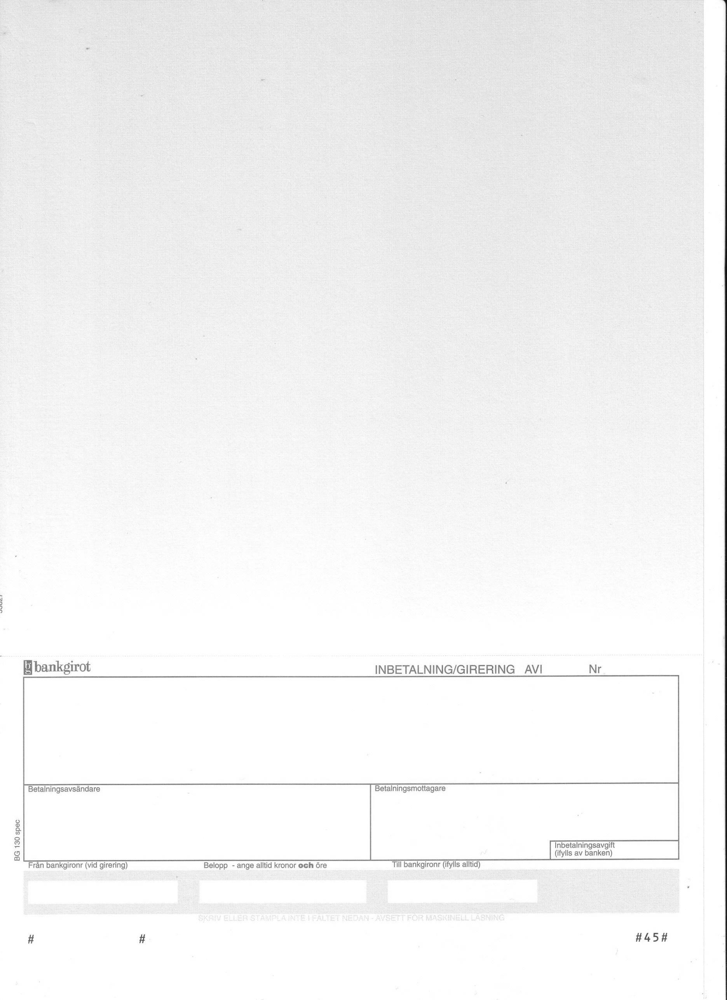 bankgirot
INBETALNING/GIRERING AVI Nr
Betalningsavsändare
Betalningsmottagare
BG 130 spec
Inbetalningsavgift
(ifylls av banken)
Från bankgironr (vid girering)
Belopp - ange alltid kronor och öre
Till bankgironr (ifylls alltid)
SKRIV ELLER STÄMPLA INTE I FÄLTET NEDAN - AVSETT FÖR MASKINELL LÄSNING
# # #45#